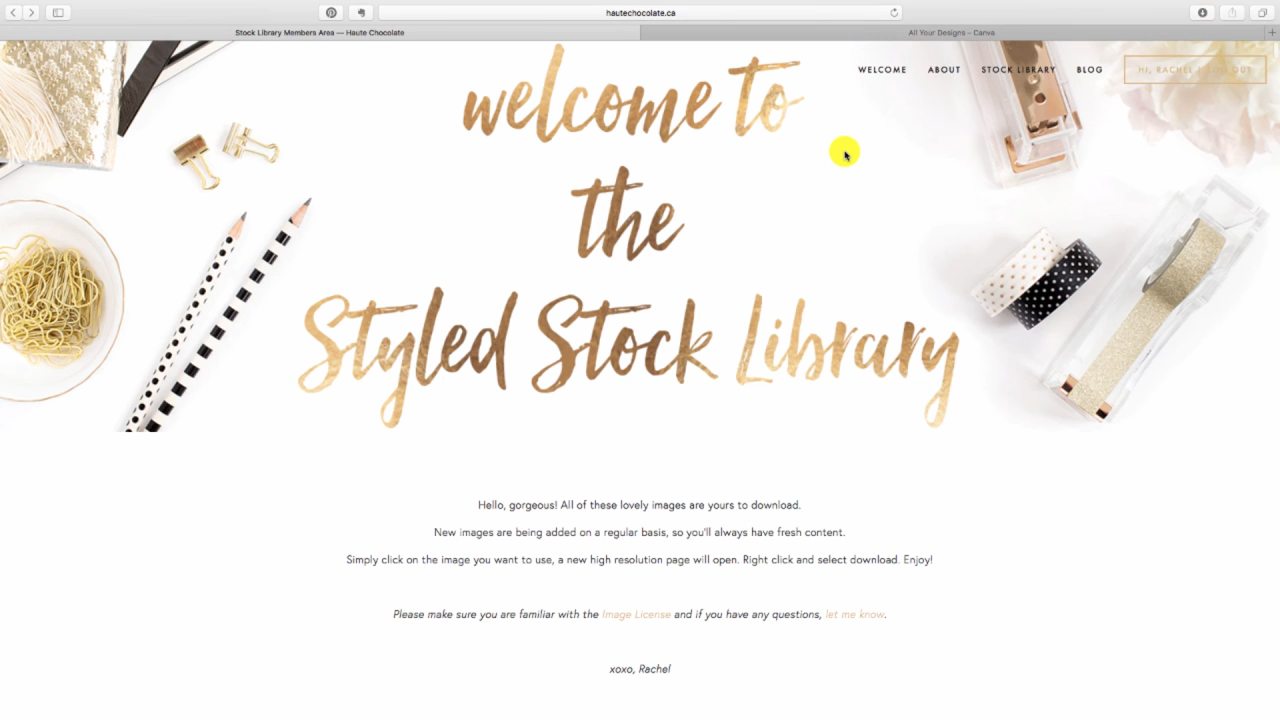 hautechocolate.ca
Stock Library Members Area — Haute Chocolate
All Your Designs - Canva
WELCOME ABOUT STOCK LIBRARY BLOG HI, RACHEL | LOG OUT
welcome to
the
Styled Stock Library
Hello, gorgeous! All of these lovely images are yours to download.
New images are being added on a regular basis, so you'll always have fresh content.
Simply click on the image you want to use, a new high resolution page will open. Right click and select download. Enjoy!
Please make sure you are familiar with the Image License and if you have any questions, let me know.
xoxo, Rachel